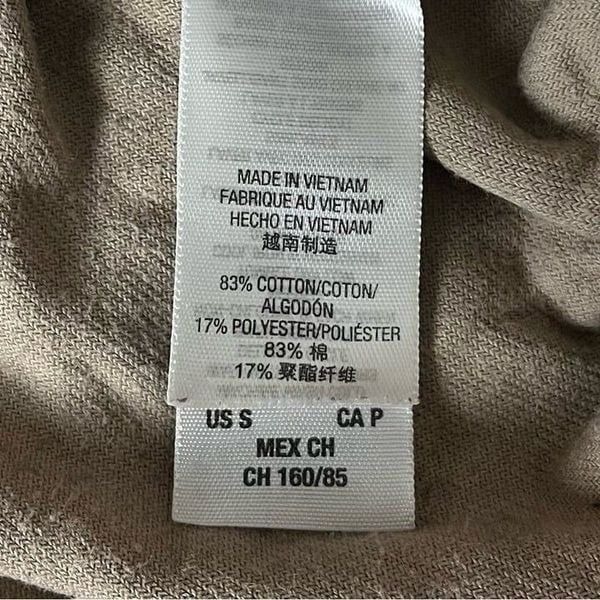 MADE IN VIETNAM
FABRIQUE AU VIETNAM
HECHO EN VIETNAM
越南制造
83% COTTON/COTON/
ALGODÓN
17% POLYESTER/POLIÉSTER
83% 棉
17% 聚酯纤维
US S CA P
MEX CH
CH 160/85